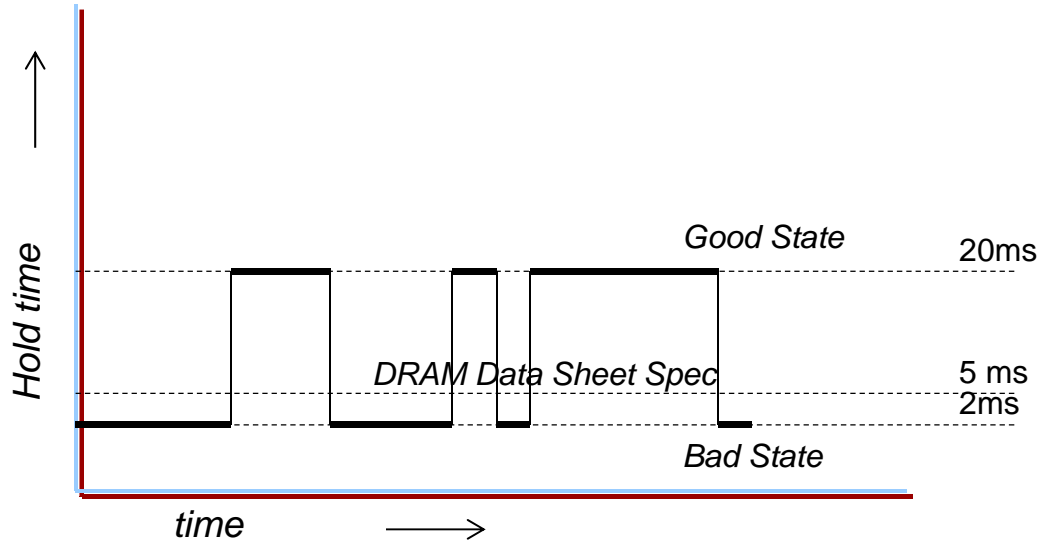 Good State
20ms
Hold time
DRAM Data Sheet Spec
5 ms
2ms
Bad State
time